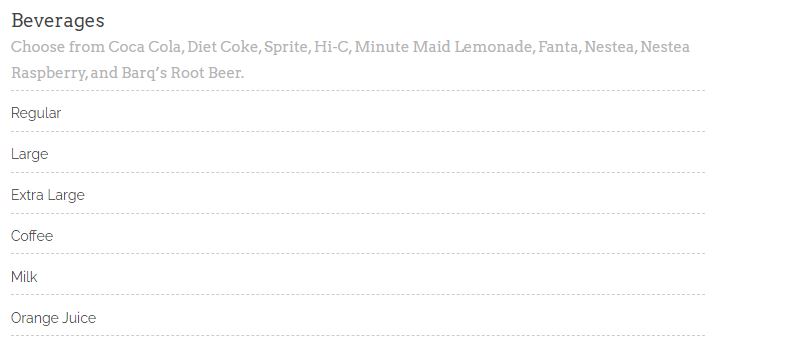 Beverages
Choose from Coca Cola, Diet Coke, Sprite, Hi-C, Minute Maid Lemonade, Fanta, Nestea, Nestea
Raspberry, and Barq’s Root Beer.
Regular
Large
Extra Large
Coffee
Milk
Orange Juice